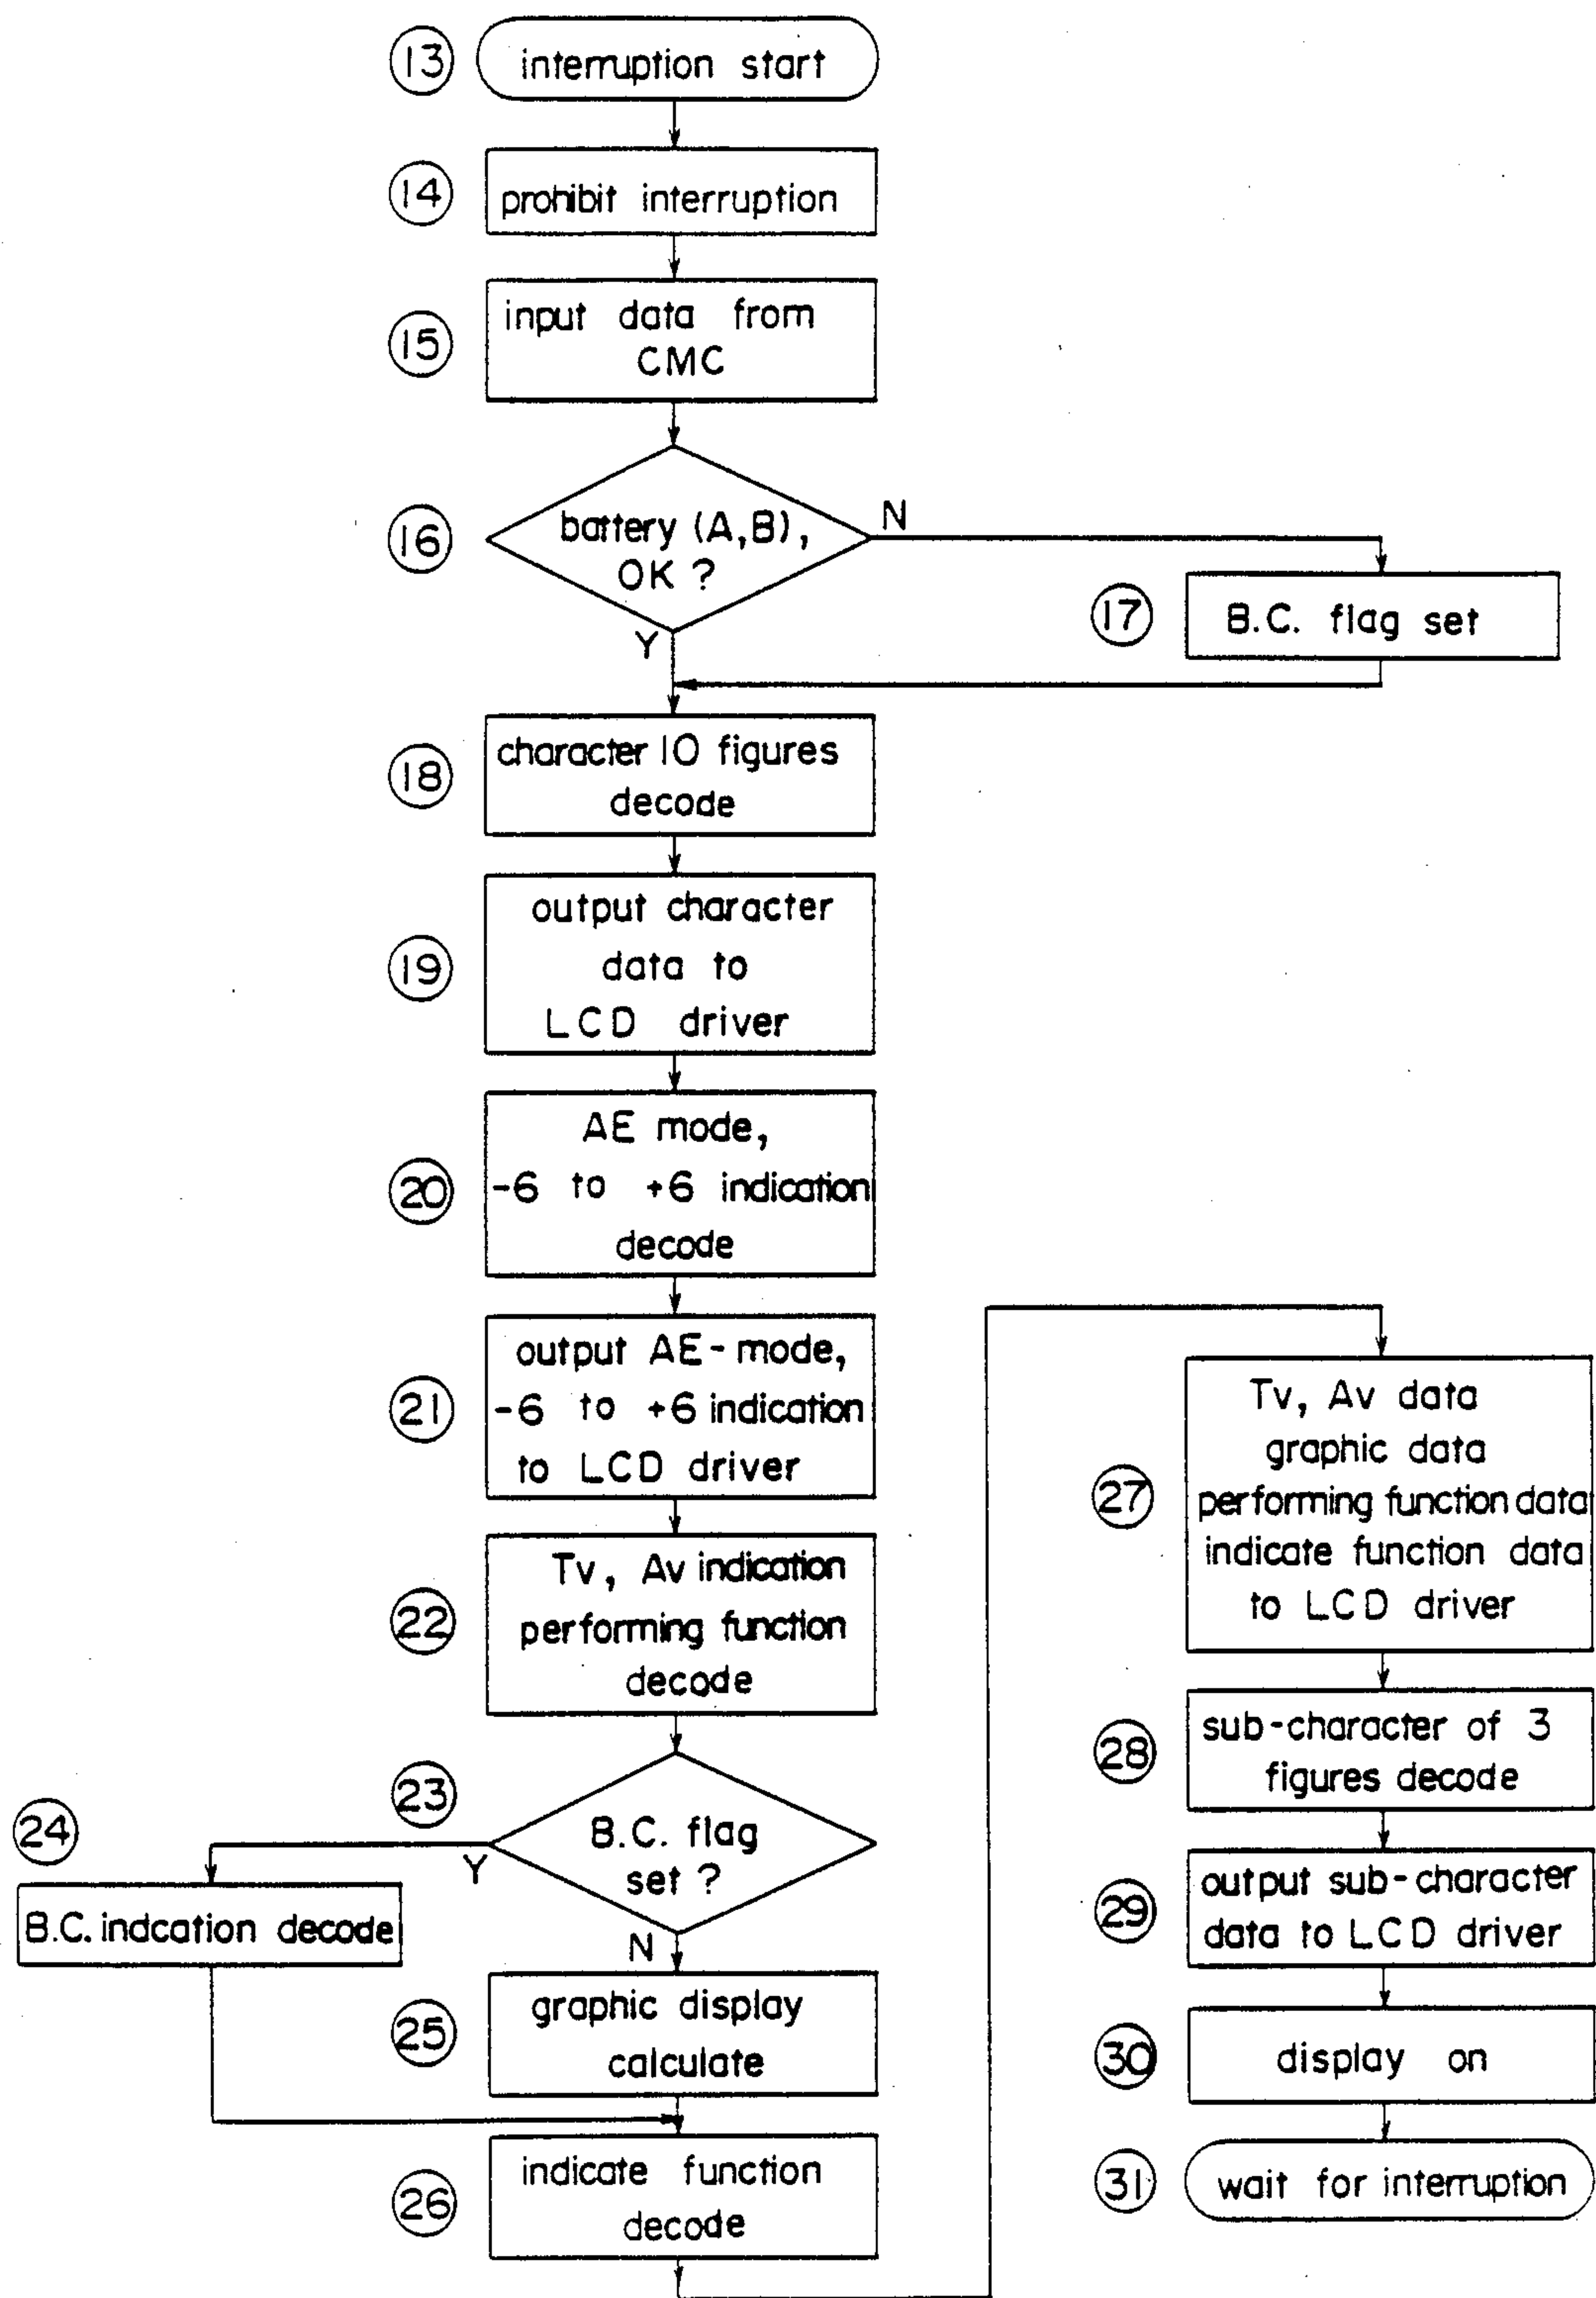 13
interruption start
14
prohibit interruption
15
input data from
CMC
16
battery (A,B),
OK ?
N
Y
17
B.C. flag set
18
character 10 figures
decode
19
output character
data to
LCD driver
20
AE mode,
-6 to +6 indication
decode
21
output AE-mode,
-6 to +6 indication
to LCD driver
22
Tv, Av indication
performing function
decode
23
B.C. flag
set ?
Y
N
24
B.C. indcation decode
25
graphic display
calculate
26
indicate function
decode
27
Tv, Av data
graphic data
performing function data
indicate function data
to LCD driver
28
sub-character of 3
figures decode
29
output sub-character
data to LCD driver
30
display on
31
wait for interruption